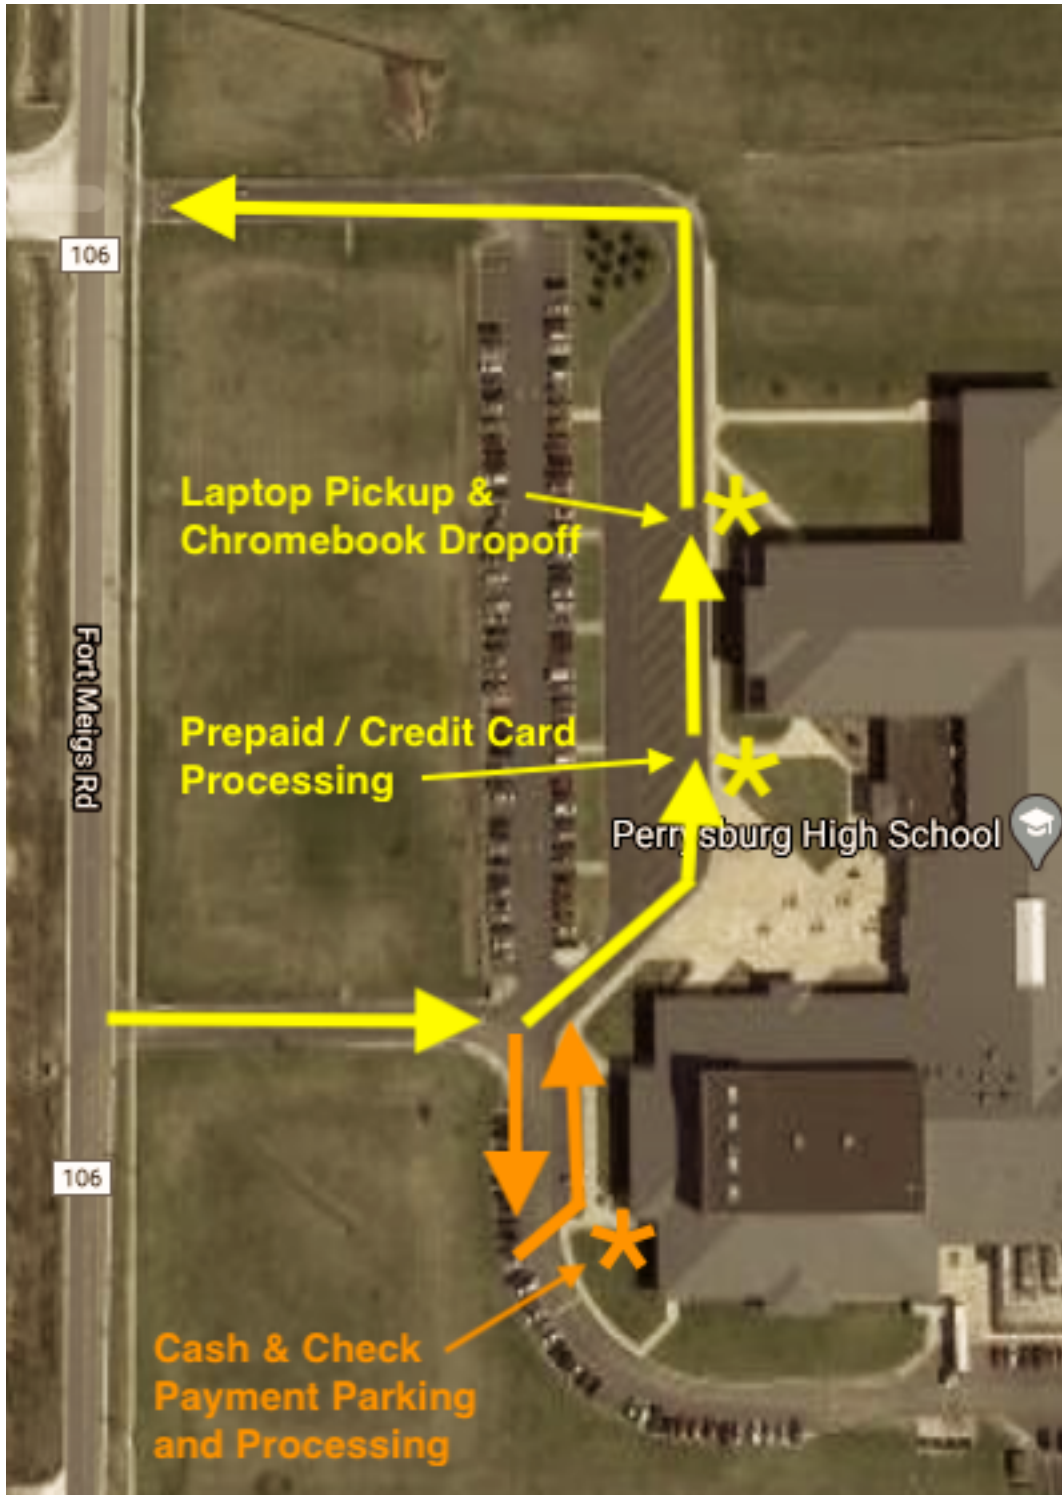 106
Laptop Pickup &
Chromebook Dropoff
Fort Meigs Rd
Prepaid / Credit Card
Processing
Perrysburg High School
106
Cash & Check
Payment Parking
and Processing